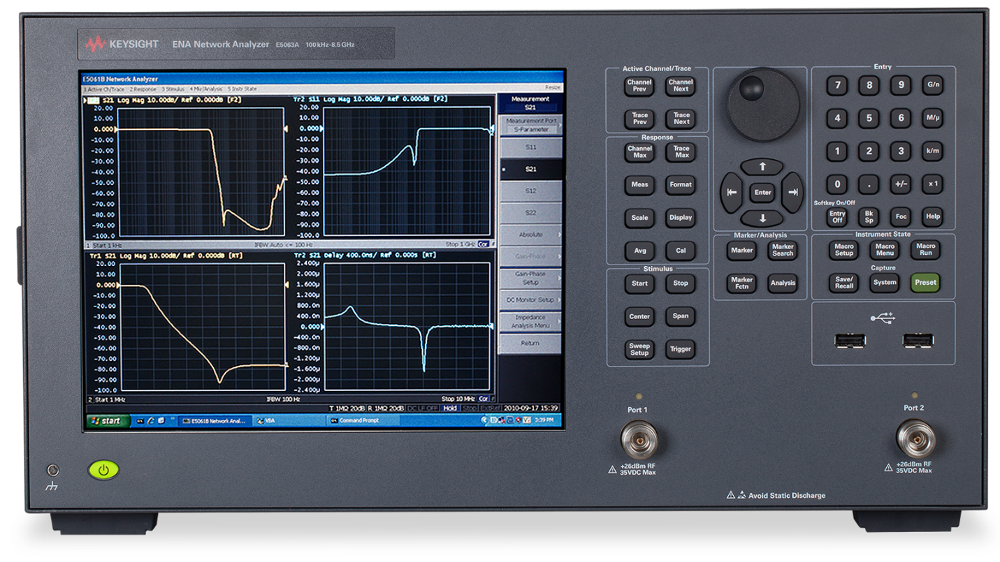 KEYSIGHT ENA Network Analyzer E5063A 100 kHz-8.5 GHz
E5061B Network Analyzer
1 Active Ch/Trace 2 Response 3 Stimulus 4 Mkr/Analysis 5 Instr State
Resize
S21 Log Mag 10.00dB/ Ref 0.000dB [F2]
20.00
10.00
0.000
-10.00
-20.00
-30.00
-40.00
-50.00
-60.00
-70.00
-80.00
-90.00
-100.0
Tr2 S11 Log Mag 10.00dB/ Ref 0.000dB [F2]
20.00
10.00
0.000
-10.00
-20.00
-30.00
-40.00
-50.00
-60.00
-70.00
-80.00
-90.00
-100.0
1 Start 1 kHz
IFBW Auto <= 100 Hz
Stop 1 GHz Cor
Tr1 S21 Log Mag 10.00dB/ Ref 0.000dB [RT]
20.00
10.00
0.000
-10.00
-20.00
-30.00
-40.00
-50.00
-60.00
-70.00
-80.00
-90.00
-100.0
Tr2 S21 Delay 400.0ns/ Ref 0.000s [RT]
2.400µ
2.000µ
1.600µ
1.200µ
800.0n
400.0n
0.000
-400.0n
-800.0n
-1.200µ
-1.600µ
-2.000µ
-2.400µ
2 Start 1 MHz
IFBW 100 Hz
Stop 10 MHz Cor
T 1MΩ 20dB R 1MΩ 20dB DC LF OFF Hold Stop ExtRef 2010-09-17 15:39
Measurement
S21
Measurement Port
S-Parameter
S11
S21
S12
S22
Absolute
Gain-Phase
Gain-Phase
Setup
DC Monitor Setup
Impedance
Analysis Menu
Return
start
E5061B Network Anal...
VBA
Command Prompt
3:39 PM
Active Channel/Trace
Channel Prev
Channel Next
Trace Prev
Trace Next
Response
Channel Max
Trace Max
Meas
Format
Scale
Display
Avg
Cal
Stimulus
Start
Stop
Center
Span
Sweep Setup
Trigger
Enter
Marker/Analysis
Marker
Marker Search
Marker Fctn
Analysis
Entry
7 8 9 G/n
4 5 6 M/µ
1 2 3 k/m
0 . +/- x 1
Softkey On/Off
Entry Off
Bk Sp
Foc
Help
Instrument State
Macro Setup
Macro Menu
Macro Run
Capture
Save/ Recall
System
Preset
Port 1
+26dBm RF
35VDC Max
Port 2
+26dBm RF
35VDC Max
Avoid Static Discharge